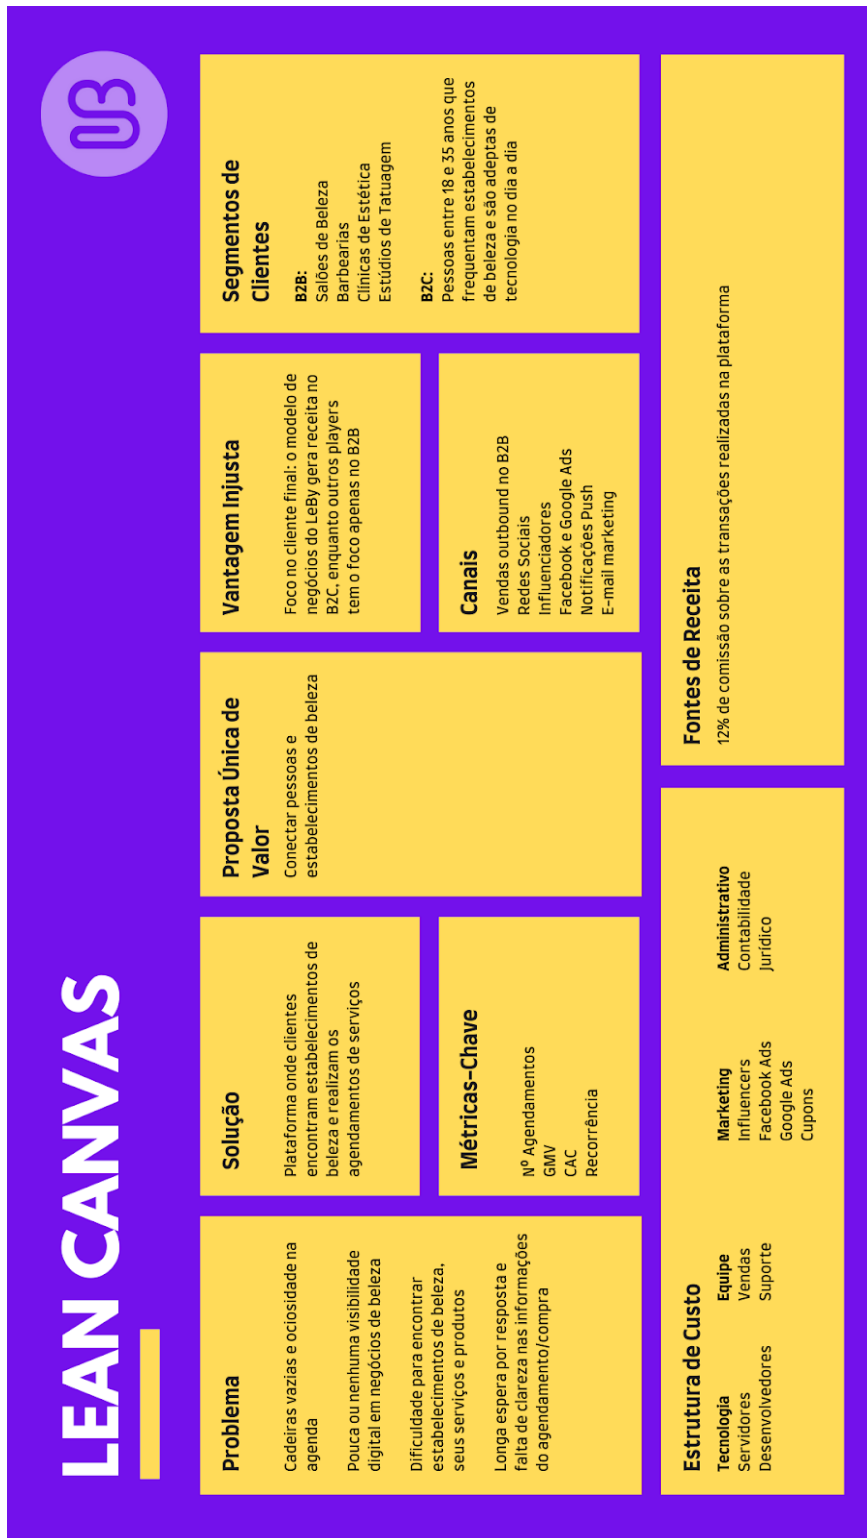 LEAN CANVAS
Problema
Cadeiras vazias e ociosidade na
agenda
Pouca ou nenhuma visibilidade
digital em negócios de beleza
Dificuldade para encontrar
estabelecimentos de beleza,
seus serviços e produtos
Longa espera por resposta e
falta de clareza nas informações
do agendamento/compra
Solução
Plataforma onde clientes
encontram estabelecimentos de
beleza e realizam os
agendamentos de serviços
Métricas-Chave
Nº Agendamentos
GMV
CAC
Recorrência
Proposta Única de
Valor
Conectar pessoas e
estabelecimentos de beleza
Vantagem Injusta
Foco no cliente final: o modelo de
negócios do LeBy gera receita no
B2C, enquanto outros players
tem o foco apenas no B2B
Canais
Vendas outbound no B2B
Redes Sociais
Influenciadores
Facebook e Google Ads
Notificações Push
E-mail marketing
Segmentos de
Clientes
B2B:
Salões de Beleza
Barbearias
Clínicas de Estética
Estúdios de Tatuagem
B2C:
Pessoas entre 18 e 35 anos que
frequentam estabelecimentos
de beleza e são adeptas de
tecnologia no dia a dia
Estrutura de Custo
Tecnologia
Servidores
Desenvolvedores
Equipe
Vendas
Suporte
Marketing
Influencers
Facebook Ads
Google Ads
Cupons
Administrativo
Contabilidade
Jurídico
Fontes de Receita
12% de comissão sobre as transações realizadas na plataforma